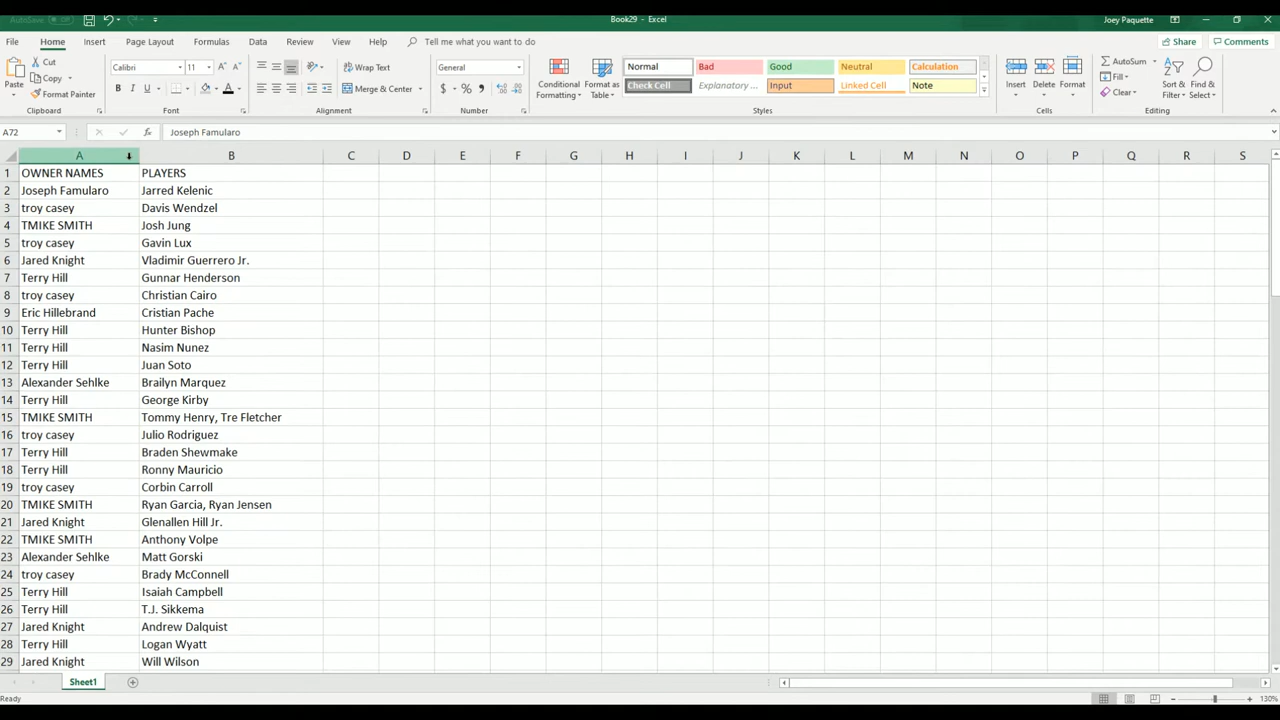 AutoSave Off
Book29 - Excel
Joey Paquette
File Home Insert Page Layout Formulas Data Review View Help Tell me what you want to do
Share Comments
Paste
Cut
Copy
Format Painter
Clipboard
Calibri 11
B I U
Font
Wrap Text
Merge & Center
Alignment
General
$ % ,
Number
Conditional Formatting
Format as Table
Normal Bad Good Neutral Calculation
Check Cell Explanatory ... Input Linked Cell Note
Styles
Insert Delete Format
Cells
AutoSum
Fill
Clear
Sort & Filter
Find & Select
Editing
A72 fx Joseph Famularo
A B C D E F G H I J K L M N O P Q R S
1 OWNER NAMES PLAYERS
2 Joseph Famularo Jarred Kelenic
3 troy casey Davis Wendzel
4 TMIKE SMITH Josh Jung
5 troy casey Gavin Lux
6 Jared Knight Vladimir Guerrero Jr.
7 Terry Hill Gunnar Henderson
8 troy casey Christian Cairo
9 Eric Hillebrand Cristian Pache
10 Terry Hill Hunter Bishop
11 Terry Hill Nasim Nunez
12 Terry Hill Juan Soto
13 Alexander Sehlke Brailyn Marquez
14 Terry Hill George Kirby
15 TMIKE SMITH Tommy Henry, Tre Fletcher
16 troy casey Julio Rodriguez
17 Terry Hill Braden Shewmake
18 Terry Hill Ronny Mauricio
19 troy casey Corbin Carroll
20 TMIKE SMITH Ryan Garcia, Ryan Jensen
21 Jared Knight Glenallen Hill Jr.
22 TMIKE SMITH Anthony Volpe
23 Alexander Sehlke Matt Gorski
24 troy casey Brady McConnell
25 Terry Hill Isaiah Campbell
26 Terry Hill T.J. Sikkema
27 Jared Knight Andrew Dalquist
28 Terry Hill Logan Wyatt
29 Jared Knight Will Wilson
Sheet1
Ready
130%